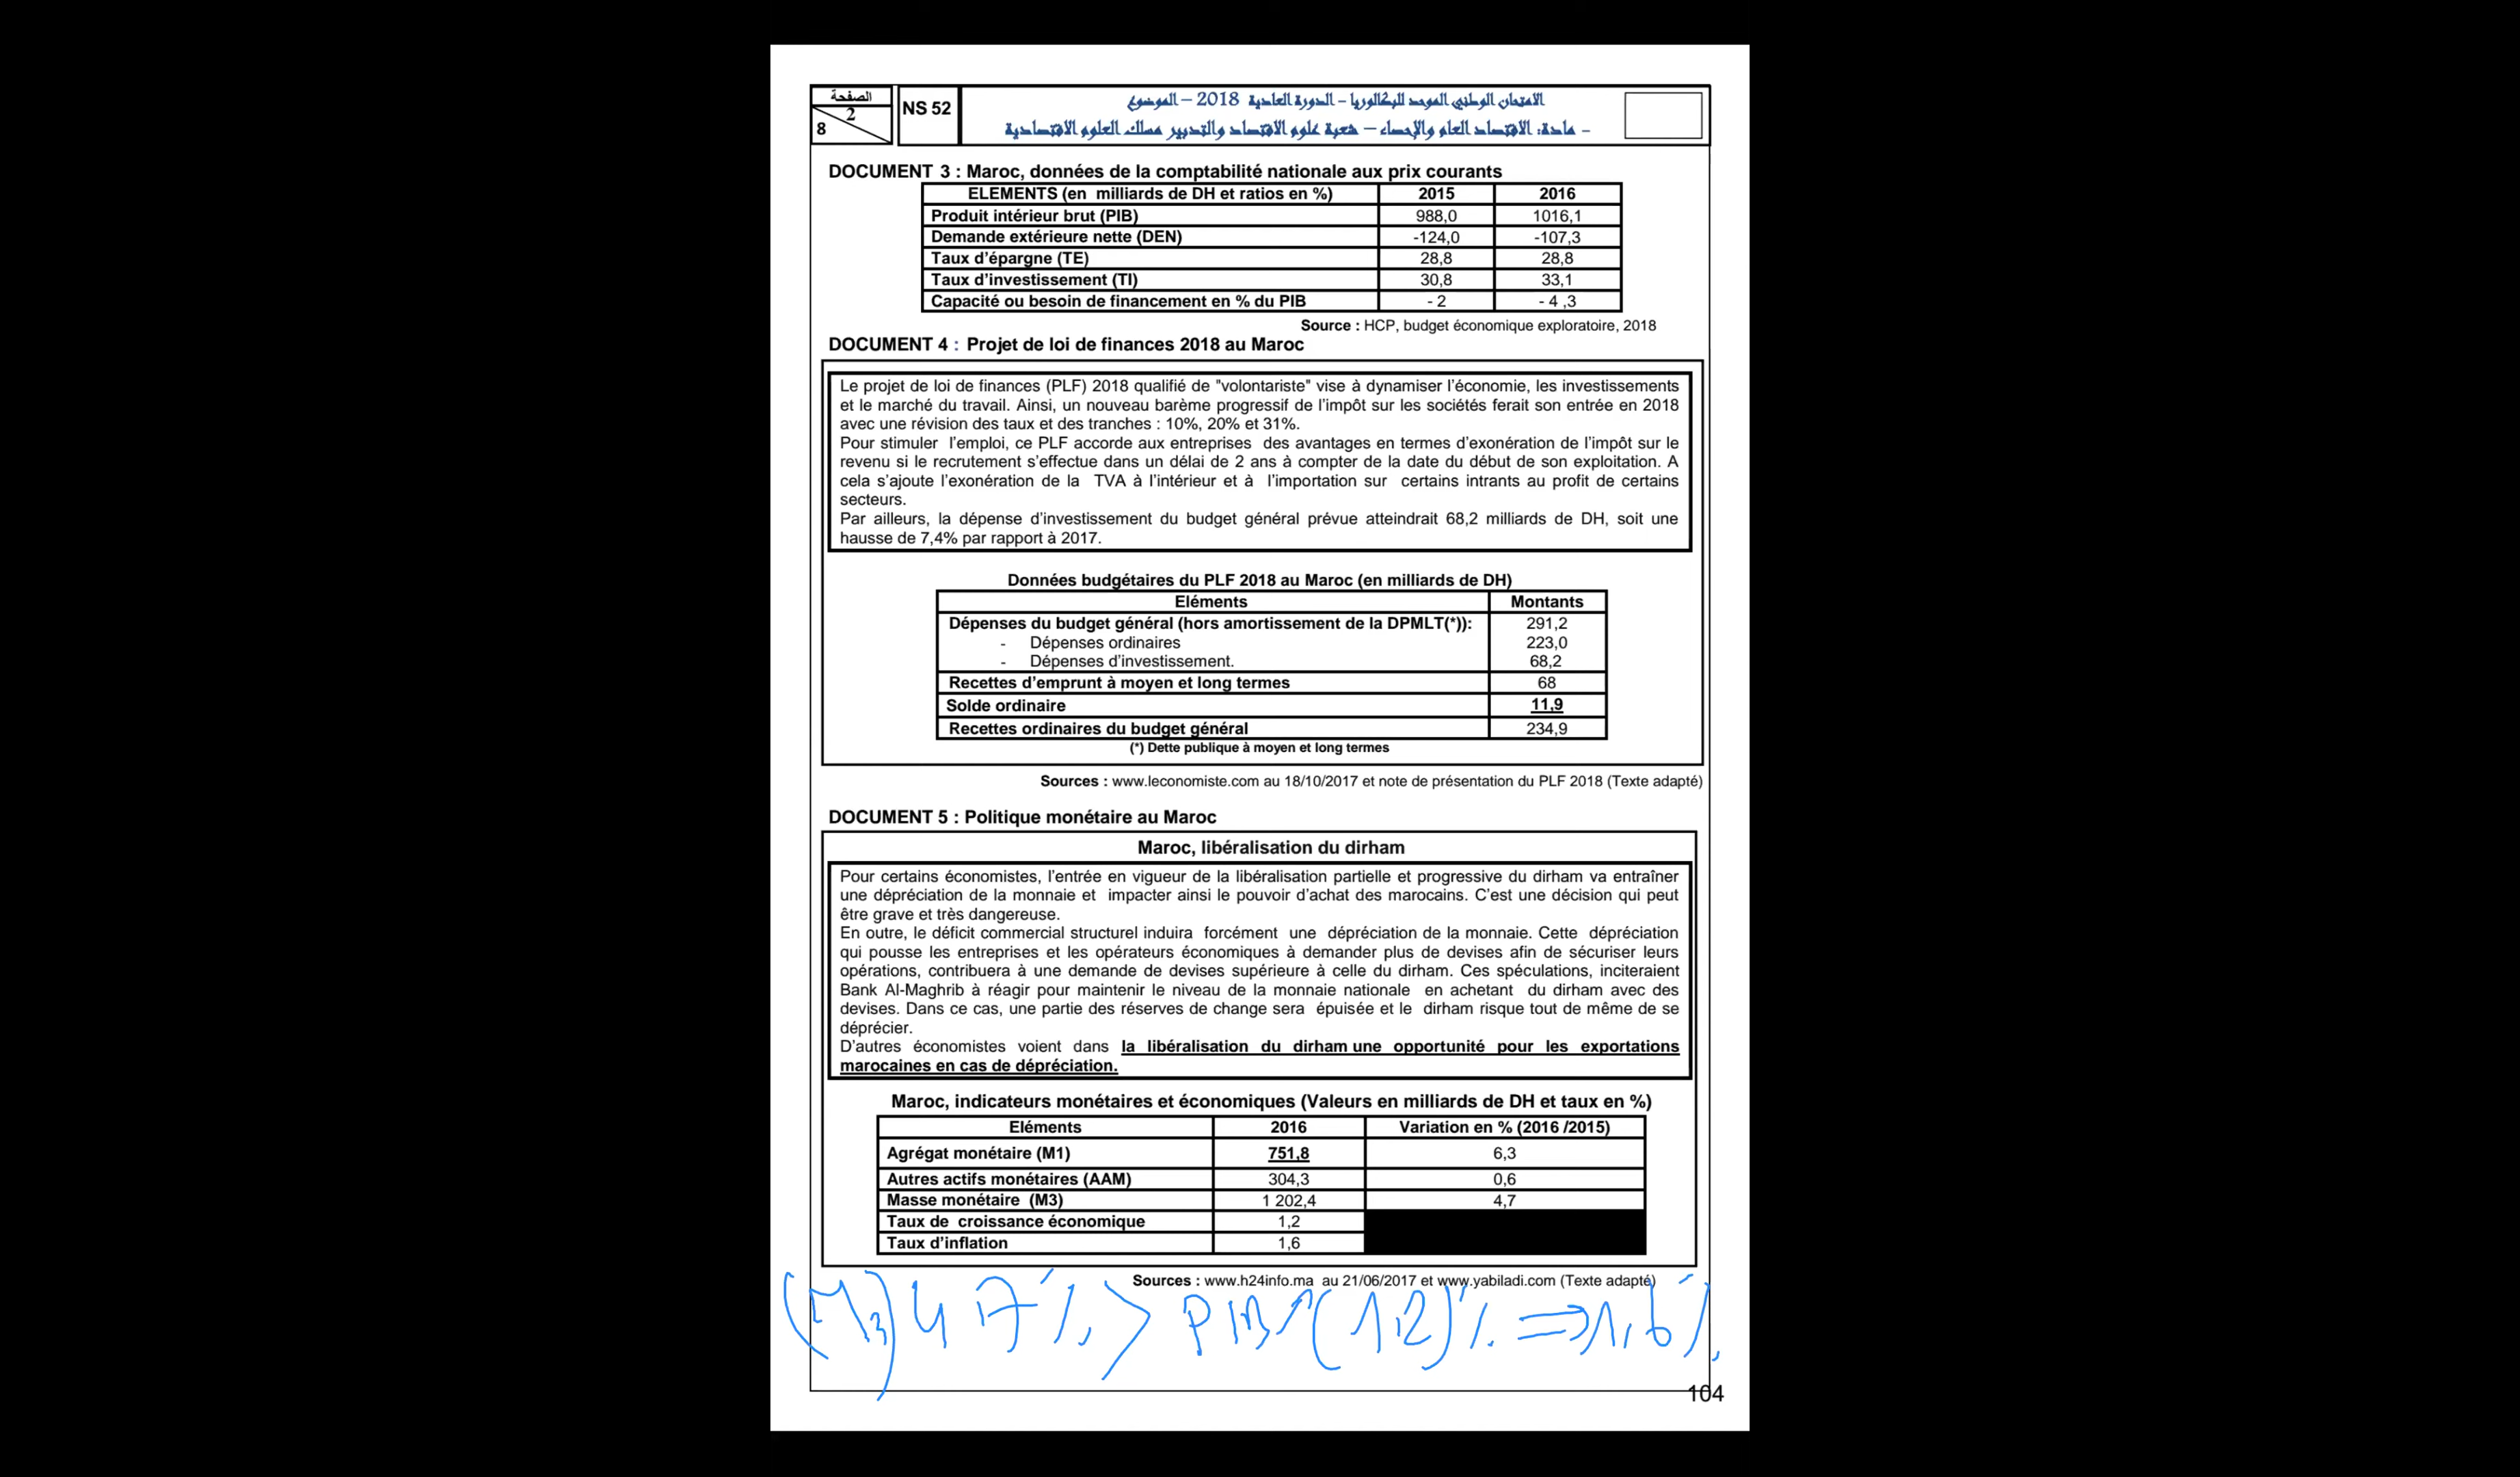 الصفحة
2
8
NS 52
الامتحان الوطني الموحد للبكالوريا – الدورة العادية 2018 – الموضوع
– مادة: الاقتصاد العام والإحصاء – شعبة علوم الاقتصاد والتدبير مسلك العلوم الاقتصادية
DOCUMENT 3 : Maroc, données de la comptabilité nationale aux prix courants
ELEMENTS (en milliards de DH et ratios en %) 2015 2016
Produit intérieur brut (PIB) 988,0 1016,1
Demande extérieure nette (DEN) -124,0 -107,3
Taux d'épargne (TE) 28,8 28,8
Taux d'investissement (TI) 30,8 33,1
Capacité ou besoin de financement en % du PIB - 2 - 4 ,3
Source : HCP, budget économique exploratoire, 2018
DOCUMENT 4 : Projet de loi de finances 2018 au Maroc
Le projet de loi de finances (PLF) 2018 qualifié de "volontariste" vise à dynamiser l'économie, les investissements
et le marché du travail. Ainsi, un nouveau barème progressif de l'impôt sur les sociétés ferait son entrée en 2018
avec une révision des taux et des tranches : 10%, 20% et 31%.
Pour stimuler l'emploi, ce PLF accorde aux entreprises des avantages en termes d'exonération de l'impôt sur le
revenu si le recrutement s'effectue dans un délai de 2 ans à compter de la date du début de son exploitation. A
cela s'ajoute l'exonération de la TVA à l'intérieur et à l'importation sur certains intrants au profit de certains
secteurs.
Par ailleurs, la dépense d'investissement du budget général prévue atteindrait 68,2 milliards de DH, soit une
hausse de 7,4% par rapport à 2017.
Données budgétaires du PLF 2018 au Maroc (en milliards de DH)
Eléments Montants
Dépenses du budget général (hors amortissement de la DPMLT(*)): 291,2
- Dépenses ordinaires 223,0
- Dépenses d'investissement. 68,2
Recettes d'emprunt à moyen et long termes 68
Solde ordinaire 11,9
Recettes ordinaires du budget général 234,9
(*) Dette publique à moyen et long termes
Sources : www.leconomiste.com au 18/10/2017 et note de présentation du PLF 2018 (Texte adapté)
DOCUMENT 5 : Politique monétaire au Maroc
Maroc, libéralisation du dirham
Pour certains économistes, l'entrée en vigueur de la libéralisation partielle et progressive du dirham va entraîner
une dépréciation de la monnaie et impacter ainsi le pouvoir d'achat des marocains. C'est une décision qui peut
être grave et très dangereuse.
En outre, le déficit commercial structurel induira forcément une dépréciation de la monnaie. Cette dépréciation
qui pousse les entreprises et les opérateurs économiques à demander plus de devises afin de sécuriser leurs
opérations, contribuera à une demande de devises supérieure à celle du dirham. Ces spéculations, inciteraient
Bank Al-Maghrib à réagir pour maintenir le niveau de la monnaie nationale en achetant du dirham avec des
devises. Dans ce cas, une partie des réserves de change sera épuisée et le dirham risque tout de même de se
déprécier.
D'autres économistes voient dans la libéralisation du dirham une opportunité pour les exportations
marocaines en cas de dépréciation.
Maroc, indicateurs monétaires et économiques (Valeurs en milliards de DH et taux en %)
Eléments 2016 Variation en % (2016 /2015)
Agrégat monétaire (M1) 751,8 6,3
Autres actifs monétaires (AAM) 304,3 0,6
Masse monétaire (M3) 1 202,4 4,7
Taux de croissance économique 1,2
Taux d'inflation 1,6
Sources : www.h24info.ma au 21/06/2017 et www.yabiladi.com (Texte adapté)
(M3) 4 7 % > PIB ↗ (1,2) % ⇒ 1,6 %
104